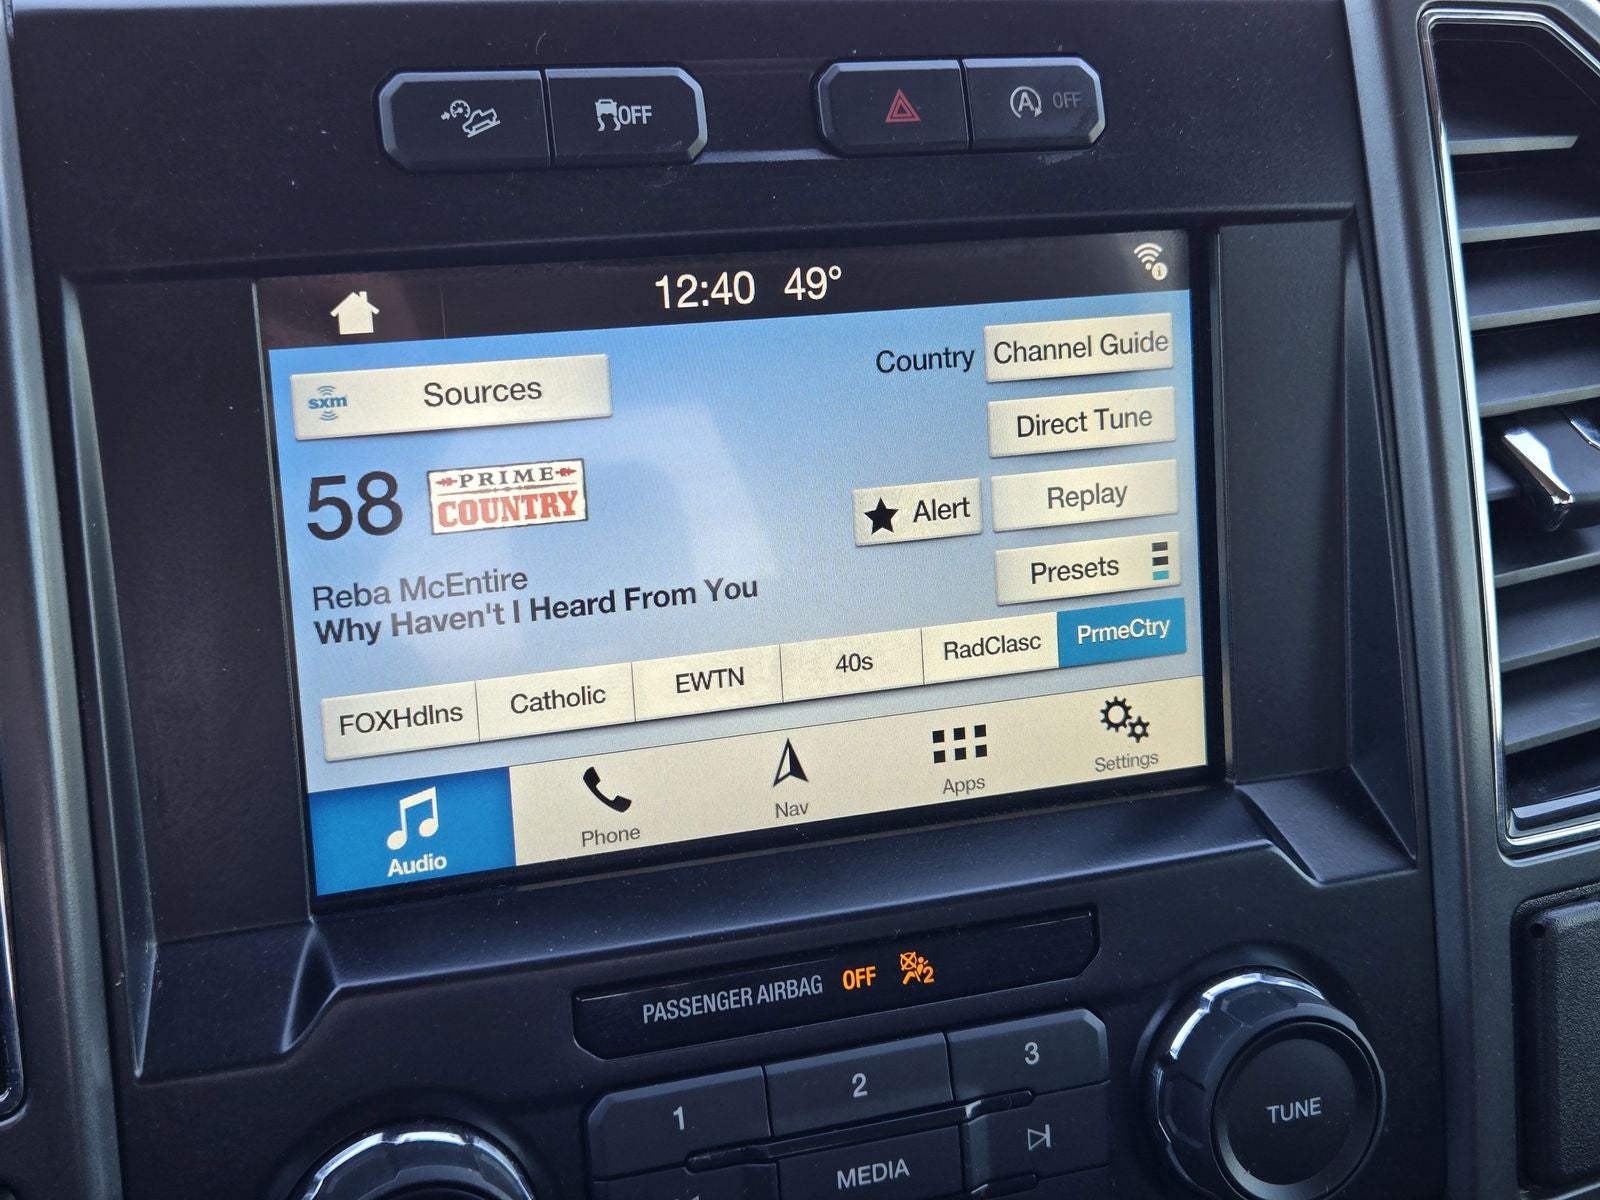 OFF
A OFF
12:40 49°
sxm Sources
Country
Channel Guide
Direct Tune
58
PRIME
COUNTRY
Alert
Replay
Presets
Reba McEntire
Why Haven't I Heard From You
FOXHdlns
Catholic
EWTN
40s
RadClasc
PrmeCtry
Audio
Phone
Nav
Apps
Settings
PASSENGER AIRBAG OFF 2
1
2
3
MEDIA
TUNE